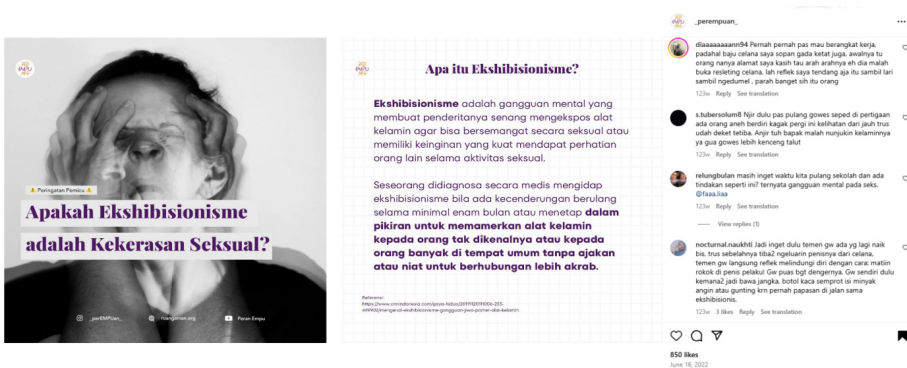 EMPU
⚠ Peringatan Pemicu ⚠
Apakah Ekshibisionisme
adalah Kekerasan Seksual?
_perEMPUan_
ruangaman.org
Peran Empu
EMPU
Apa itu Ekshibisionisme?
Ekshibisionisme adalah gangguan mental yang
membuat penderitanya senang mengekspos alat
kelamin agar bisa bersemangat secara seksual atau
memiliki keinginan yang kuat mendapat perhatian
orang lain selama aktivitas seksual.
Seseorang didiagnosa secara medis mengidap
ekshibisionisme bila ada kecenderungan berulang
selama minimal enam bulan atau menetap dalam
pikiran untuk memamerkan alat kelamin
kepada orang tak dikenalnya atau kepada
orang banyak di tempat umum tanpa ajakan
atau niat untuk berhubungan lebih akrab.
Referensi:
_perempuan_
diaaaaaaaann94 Pernah pernah pas mau berangkat kerja,
padahal baju celana saya sopan gada ketat juga, awalnya tu
orang nanya alamat saya kasih tau arah arahnya eh dia malah
buka resleting celana, lah reflek saya tendang aja itu sambil lari
sambil ngedumel , parah banget sih itu orang
123w Reply See translation
s.tubersolum8 Njir dulu pas pulang gowes seped di pertigaan
ada orang aneh berdiri kagak pergi ini kelihatan dari jauh trus
udah deket tetiba. Anjir tuh bapak malah nunjukin kelaminnya
ya gua gowes lebih kenceng talut
123w Reply See translation
relungbulan masih inget waktu kita pulang sekolah dan ada
tindakan seperti ini? ternyata gangguan mental pada seks.
@faaa.liaa
123w Reply See translation
View replies (1)
nocturnal.naukhti Jadi inget dulu temen gw ada yg lagi naik
bis, trus sebelahnya tiba2 ngeluarin penisnya dari celana,
temen gw langsung reflek melindungi diri dengan cara: matiin
rokok di penis pelaku! Gw puas bgt dengernya. Gw sendiri dulu
kemana2 jadi bawa jangka, botol kaca semprot isi minyak
angin atau gunting krn pernah papasan di jalan sama
ekshibisionis.
123w 3 likes Reply See translation
850 likes
June 16, 2022